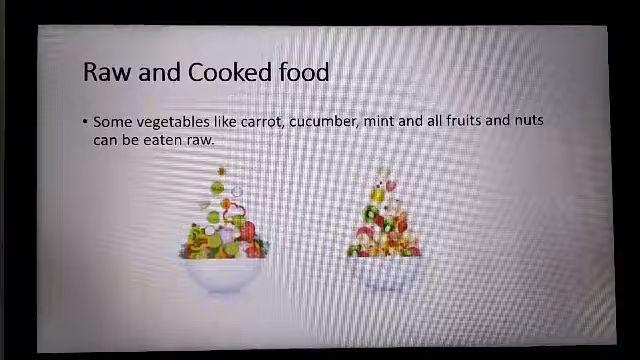 Raw and Cooked food
• Some vegetables like carrot, cucumber, mint and all fruits and nuts
can be eaten raw.